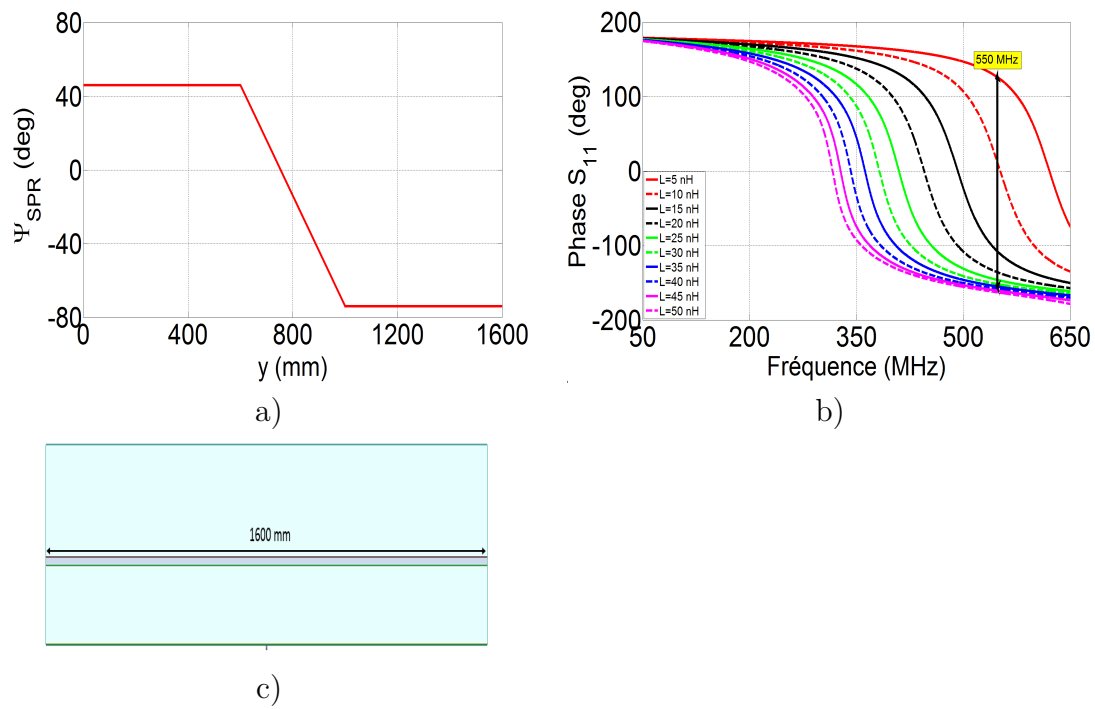 80
40
0
-40
-80
Ψ_SPR (deg)
0 400 800 1200 1600
y (mm)
a)
200
100
0
-100
-200
Phase S_11 (deg)
550 MHz
L=5 nH
L=10 nH
L=15 nH
L=20 nH
L=25 nH
L=30 nH
L=35 nH
L=40 nH
L=45 nH
L=50 nH
50 200 350 500 650
Fréquence (MHz)
b)
1600 mm
c)